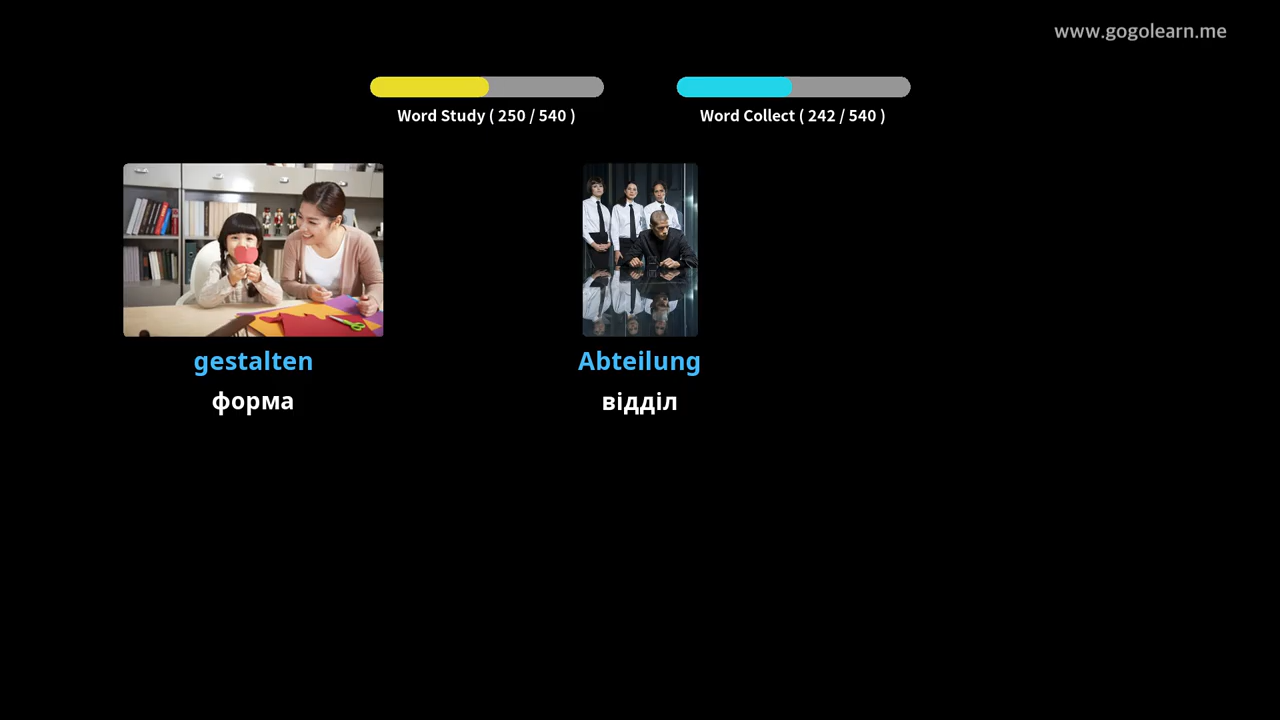 www.gogolearn.me
Word Study ( 250 / 540 )
Word Collect ( 242 / 540 )
gestalten
форма
Abteilung
відділ